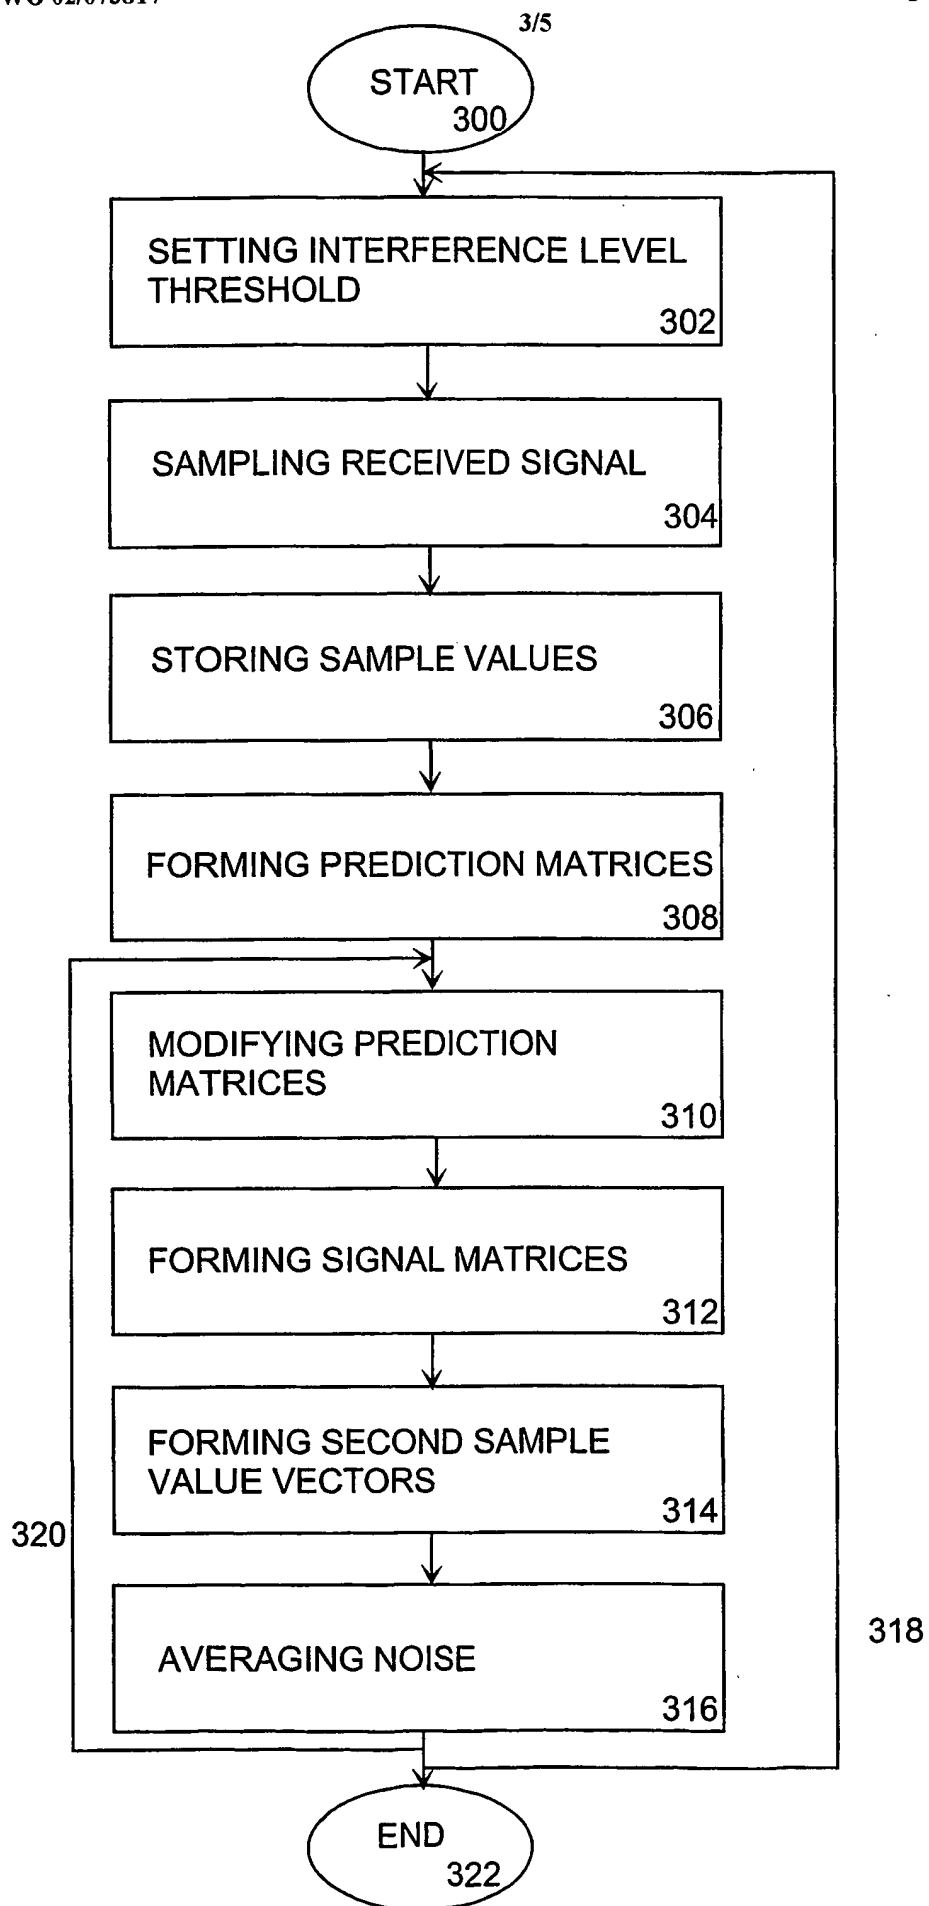 3/5
START
300
SETTING INTERFERENCE LEVEL
THRESHOLD
302
SAMPLING RECEIVED SIGNAL
304
STORING SAMPLE VALUES
306
FORMING PREDICTION MATRICES
308
MODIFYING PREDICTION
MATRICES
310
FORMING SIGNAL MATRICES
312
FORMING SECOND SAMPLE
VALUE VECTORS
314
320
AVERAGING NOISE
316
318
END
322